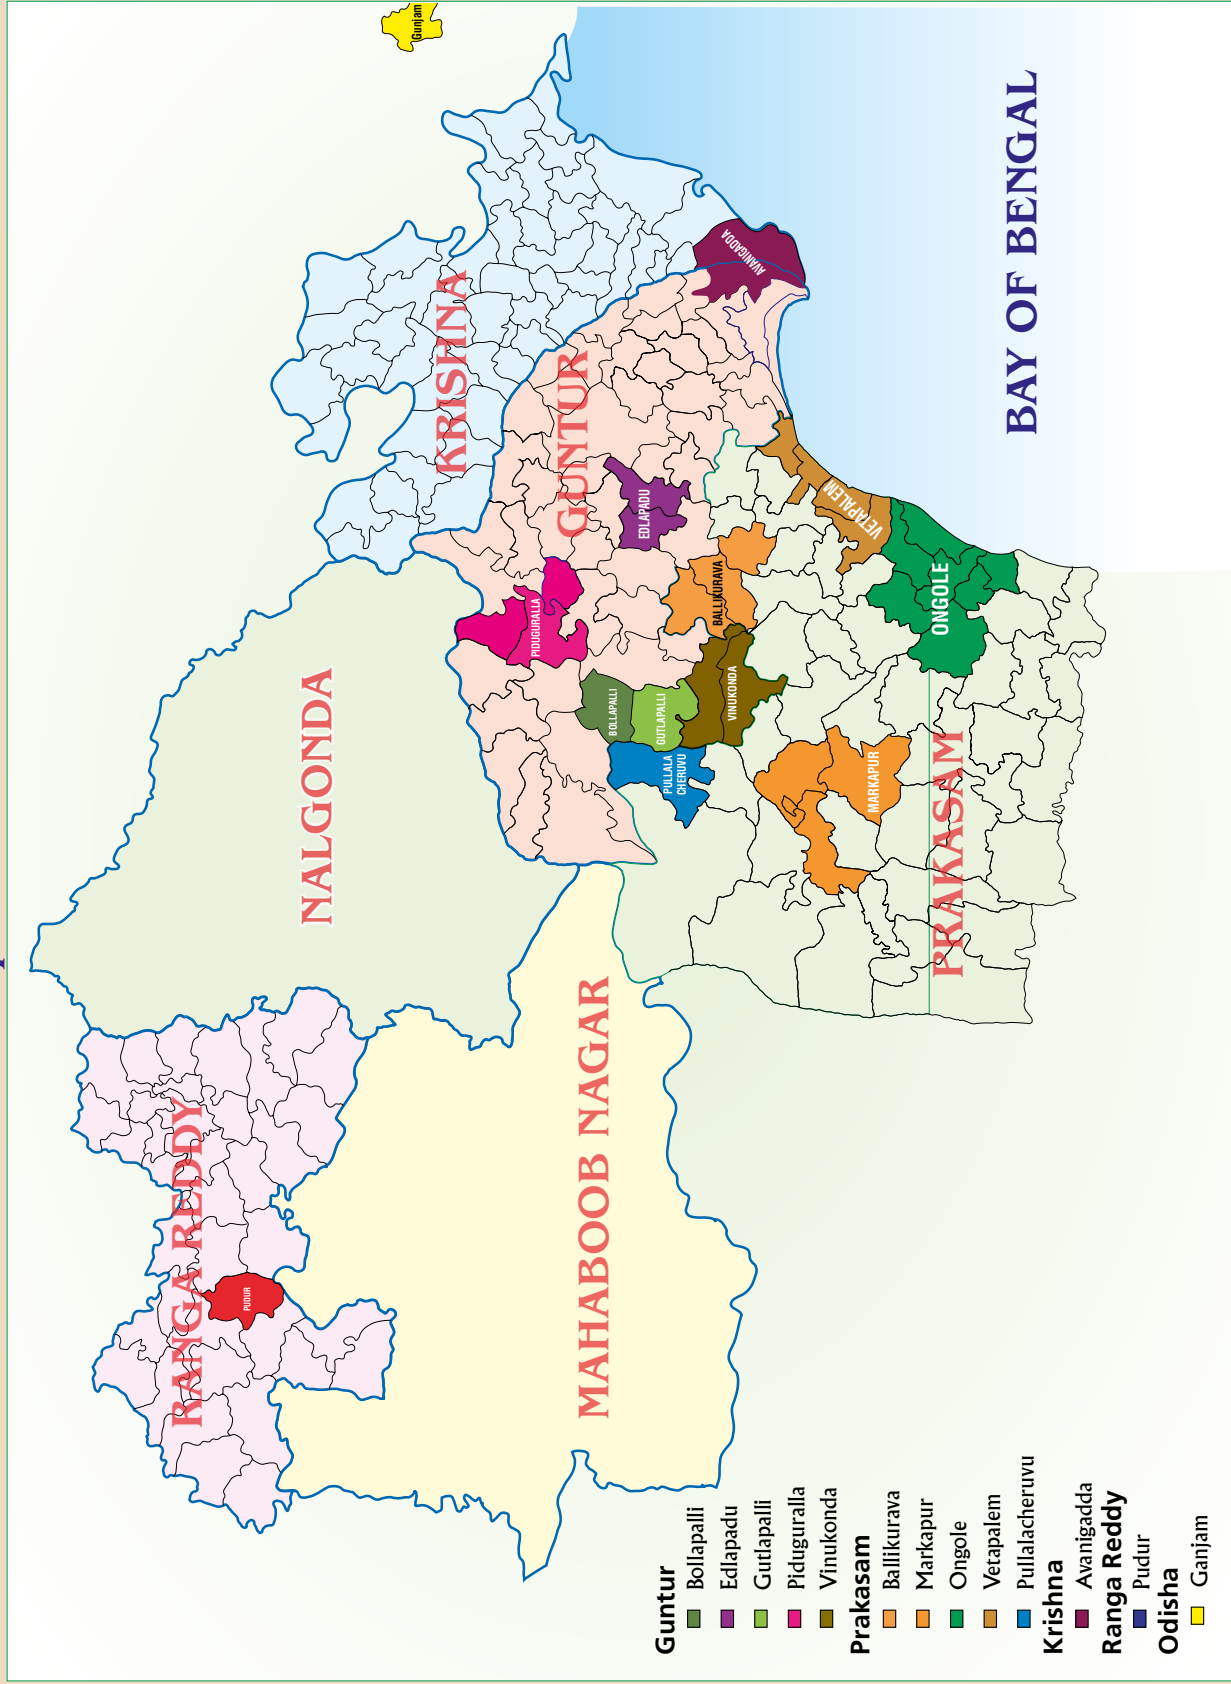 Gunjam
KRISHNA
AVANIGADDA
GUNTUR
BAY OF BENGAL
EDLAPADU
VETAPALEM
PIDUGURALLA
BALLIKURAVA
ONGOLE
NALGONDA
BOLLAPALLI
GUTLAPALLI
VINUKONDA
PULLALA
CHERUVU
MARKAPUR
PRAKASAM
RANGA REDDY
MAHABOOB NAGAR
PUDUR
Guntur
Bollapalli
Edlapadu
Gutlapalli
Piduguralla
Vinukonda
Prakasam
Ballikurava
Markapur
Ongole
Vetapalem
Pullalacheruvu
Krishna
Avanigadda
Ranga Reddy
Pudur
Odisha
Ganjam